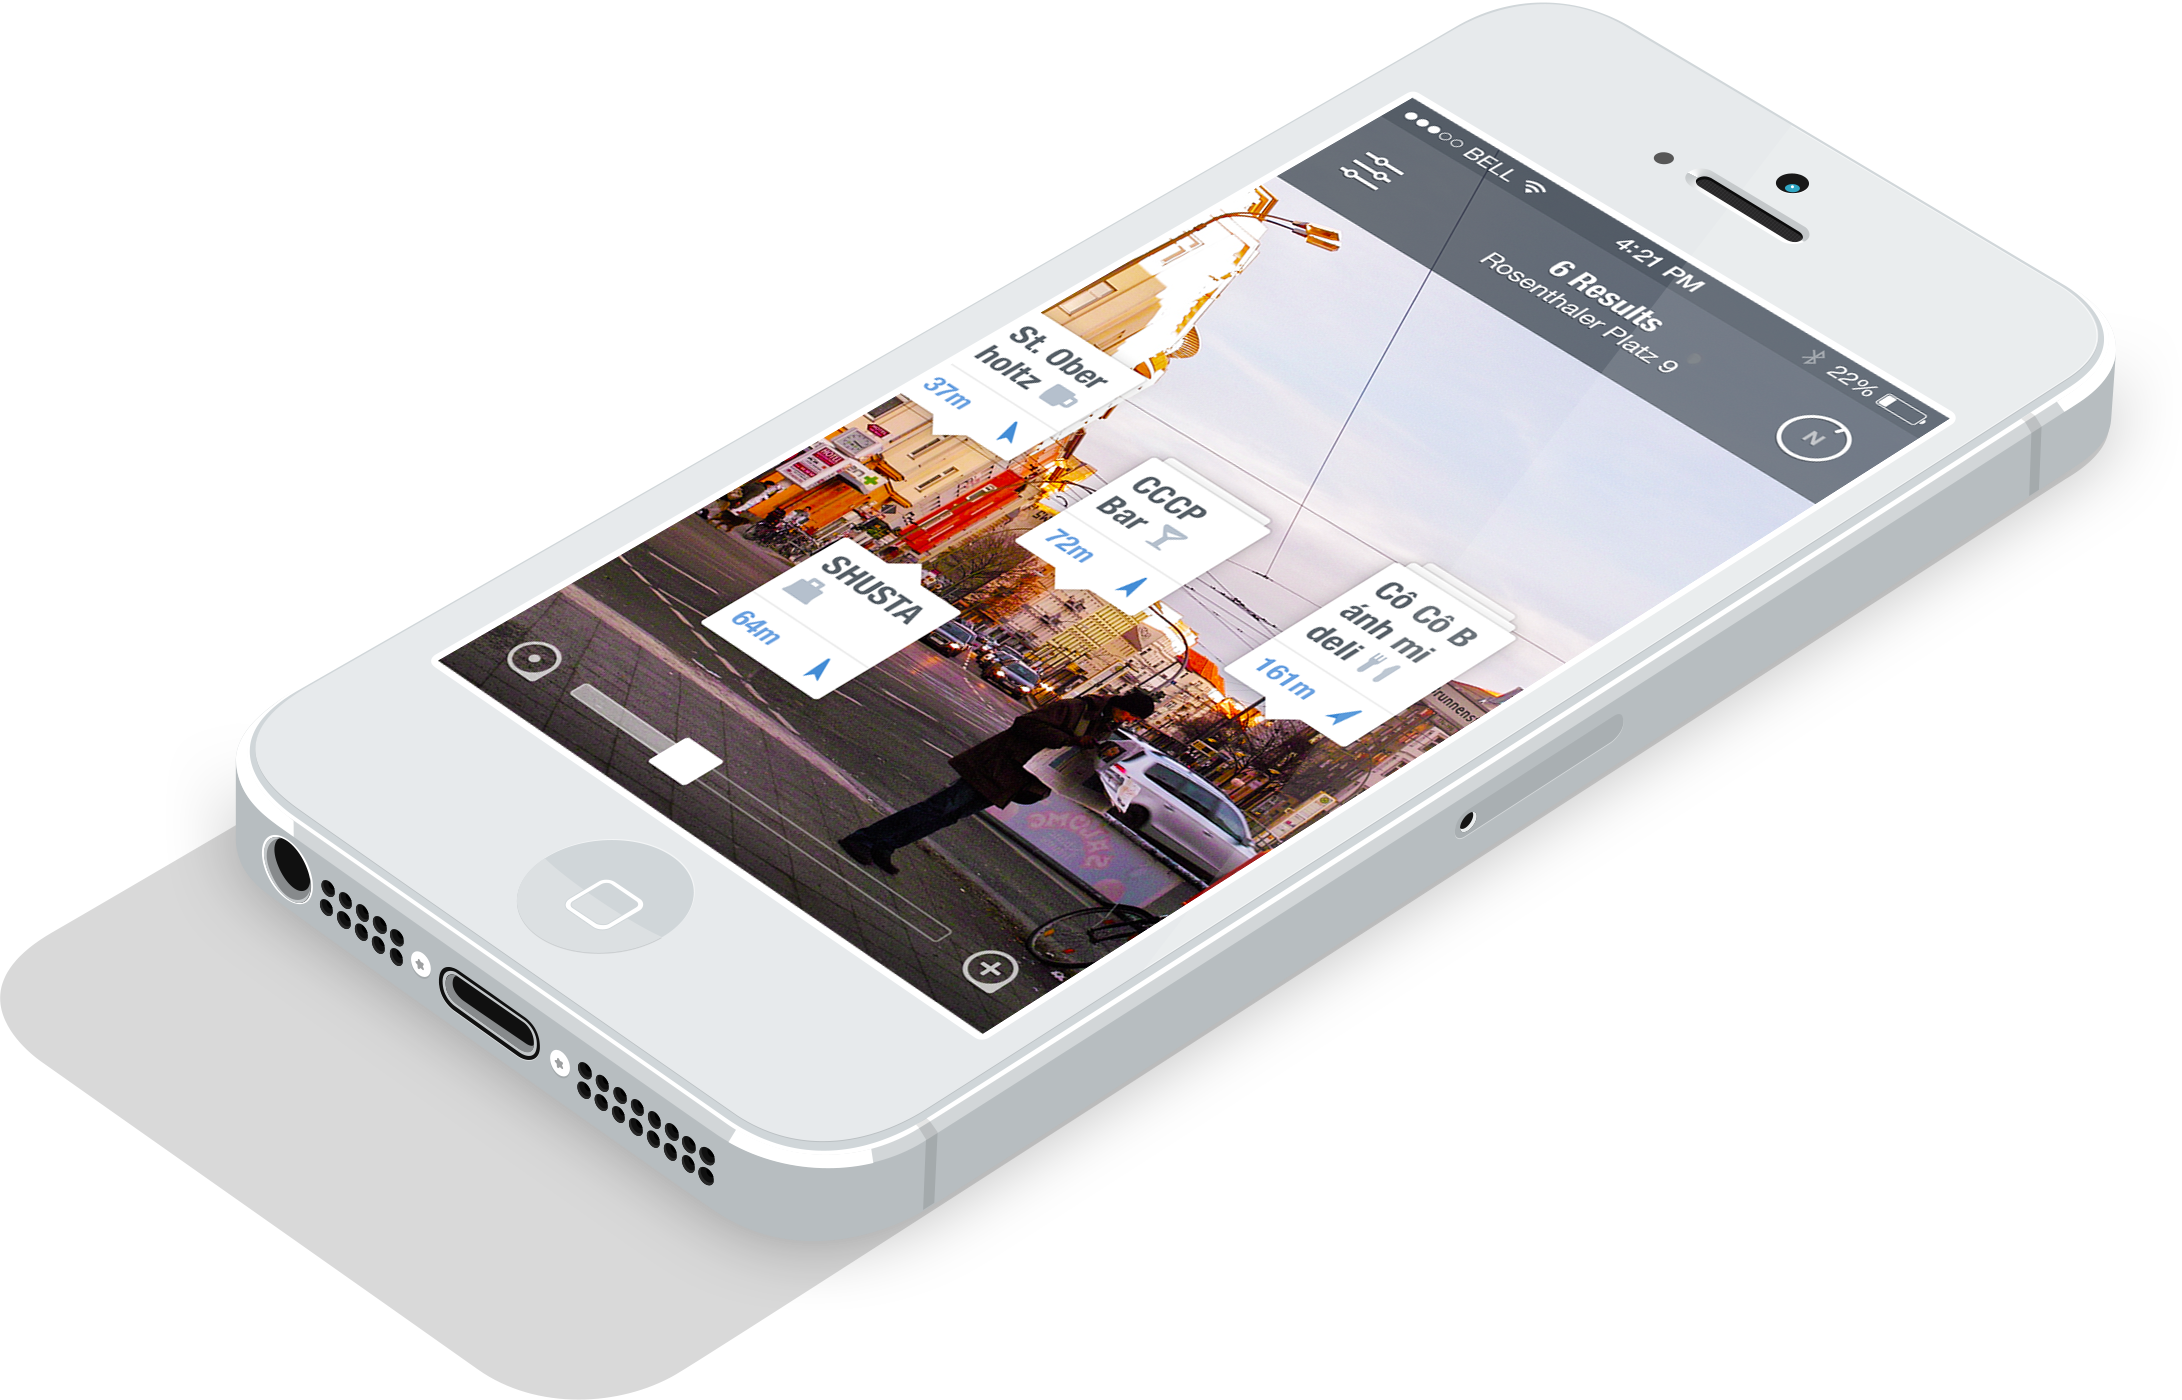 BELL
4:21 PM
22%
6 Results
Rosenthaler Platz 9
N
St. Ober
holtz
37m
CCCP
Bar
72m
SHUSTA
64m
Cô Cô B
ánh mi
deli
161m